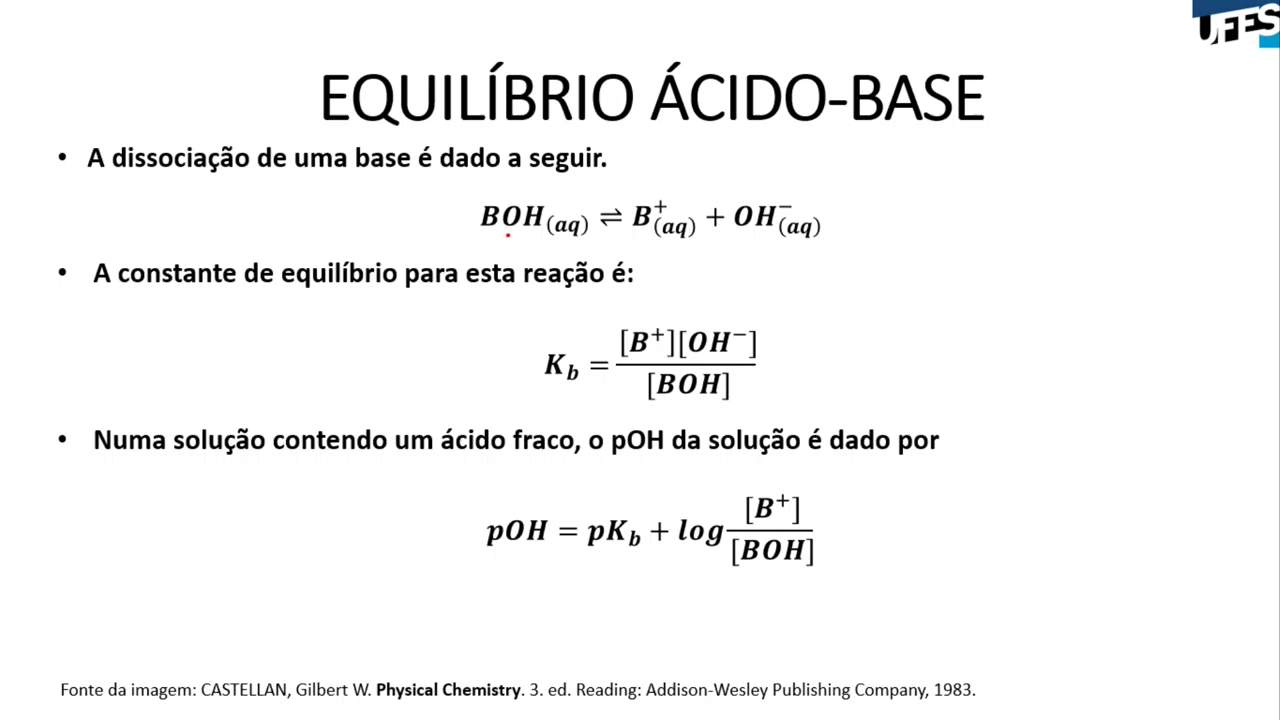 UFES
EQUILÍBRIO ÁCIDO-BASE
• A dissociação de uma base é dado a seguir.
BOH(aq) ⇌ B⁺(aq) + OH⁻(aq)
• A constante de equilíbrio para esta reação é:
K_b = [B⁺][OH⁻] / [BOH]
• Numa solução contendo um ácido fraco, o pOH da solução é dado por
pOH = pK_b + log [B⁺] / [BOH]
Fonte da imagem: CASTELLAN, Gilbert W. Physical Chemistry. 3. ed. Reading: Addison-Wesley Publishing Company, 1983.